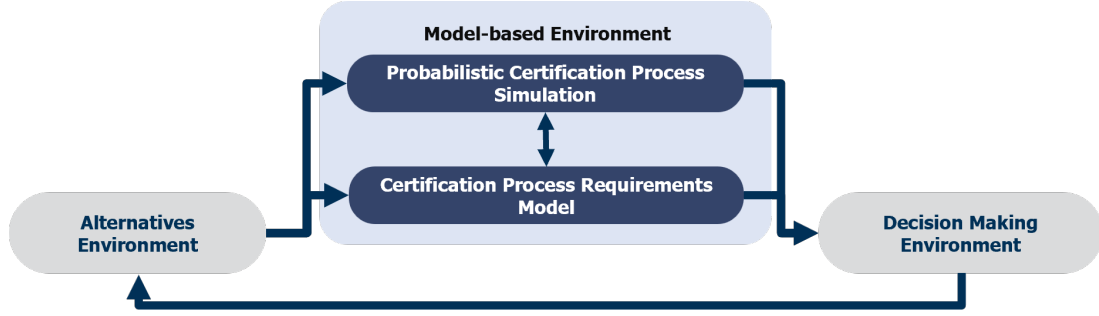 Model-based Environment
Probabilistic Certification Process
Simulation
Certification Process Requirements
Model
Alternatives
Environment
Decision Making
Environment